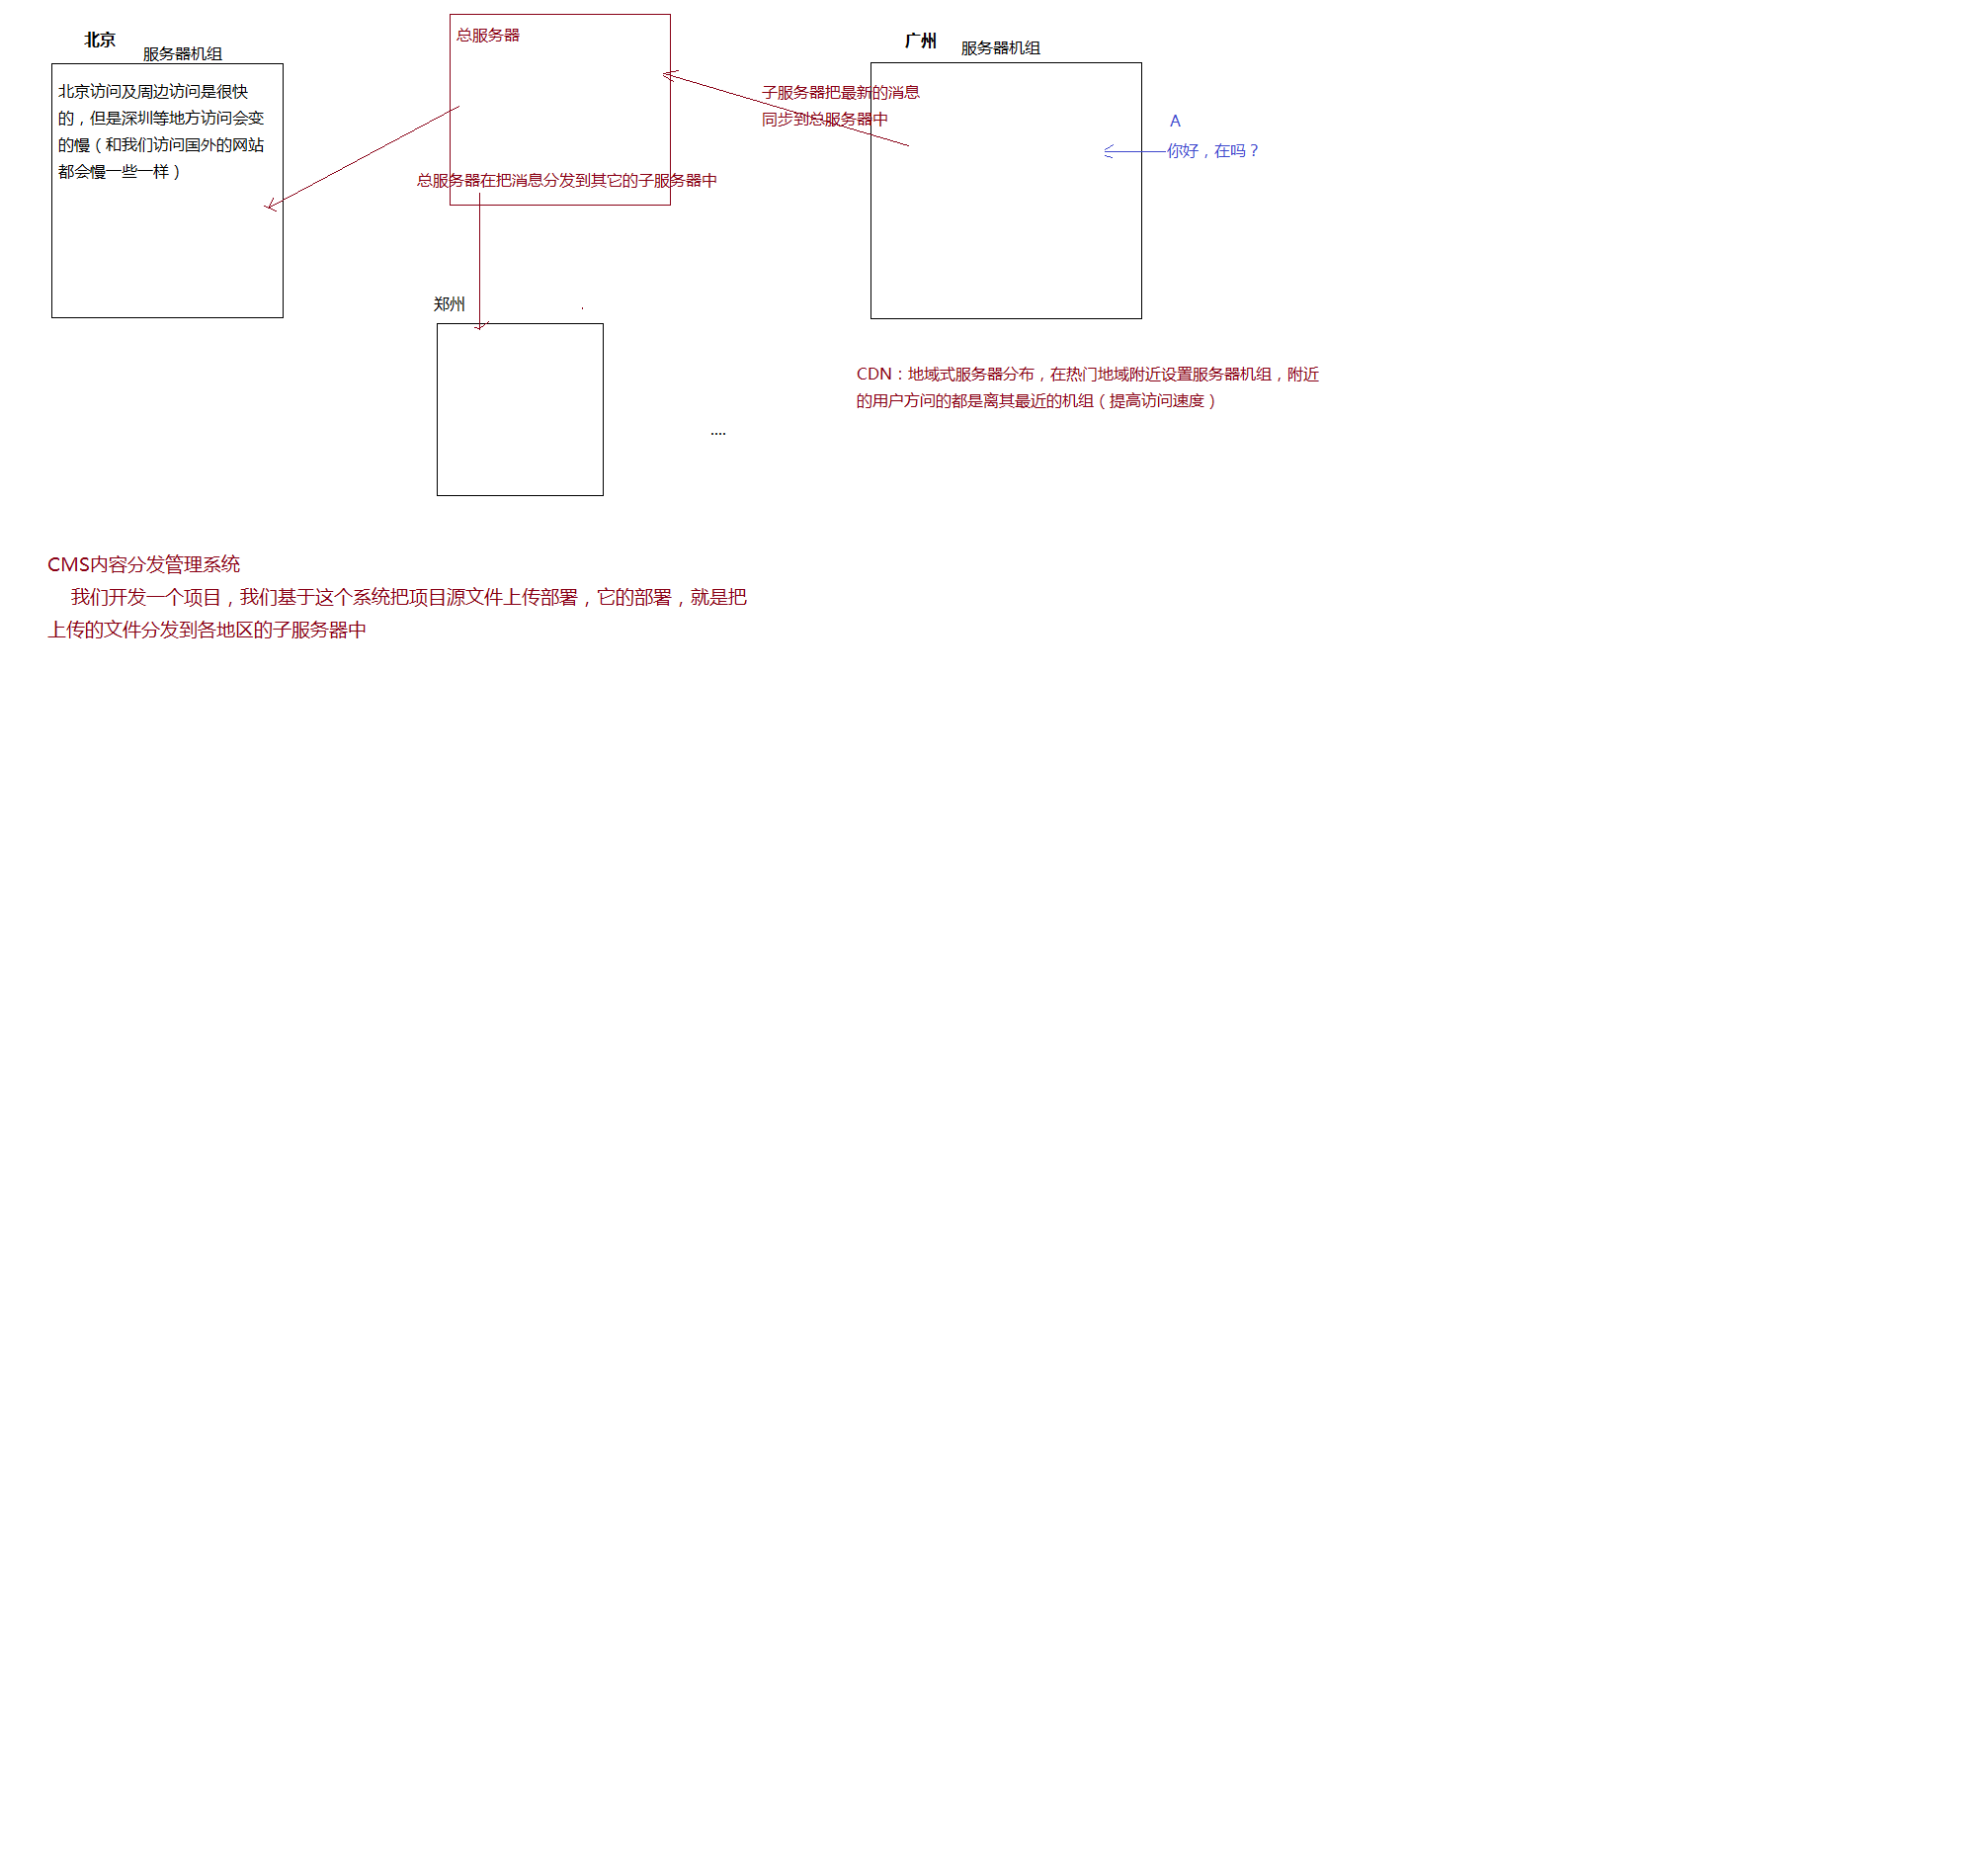 北京
服务器机组
北京访问及周边访问是很快
的，但是深圳等地方访问会变
的慢（和我们访问国外的网站
都会慢一些一样）
总服务器
总服务器在把消息分发到其它的子服务器中
子服务器把最新的消息
同步到总服务器中
广州
服务器机组
A
你好，在吗？
郑州
....
CDN：地域式服务器分布，在热门地域附近设置服务器机组，附近
的用户方问的都是离其最近的机组（提高访问速度）
CMS内容分发管理系统
我们开发一个项目，我们基于这个系统把项目源文件上传部署，它的部署，就是把
上传的文件分发到各地区的子服务器中